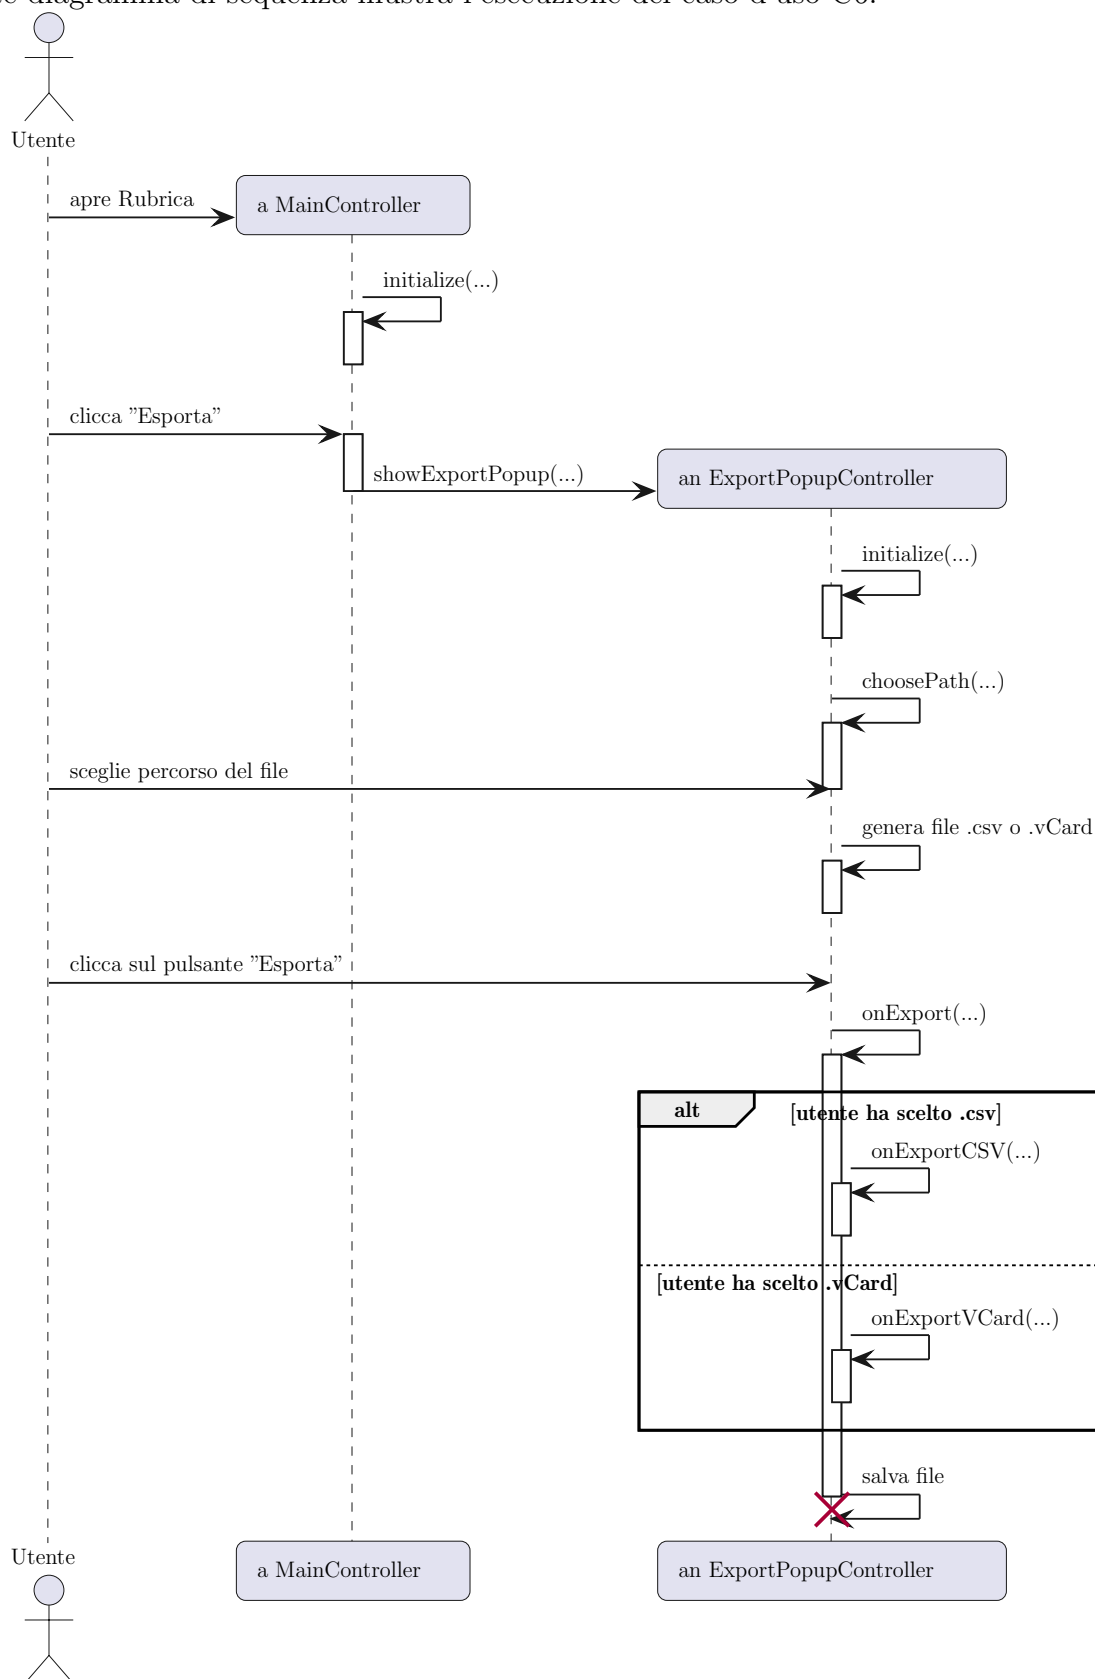 diagramma di sequenza illustra l'esecuzione del caso d'uso C6.
Utente
apre Rubrica
a MainController
initialize(...)
clicca ”Esporta”
showExportPopup(...)
an ExportPopupController
initialize(...)
choosePath(...)
sceglie percorso del file
genera file .csv o .vCard
clicca sul pulsante ”Esporta”
onExport(...)
alt
[utente ha scelto .csv]
onExportCSV(...)
[utente ha scelto .vCard]
onExportVCard(...)
salva file
Utente
a MainController
an ExportPopupController